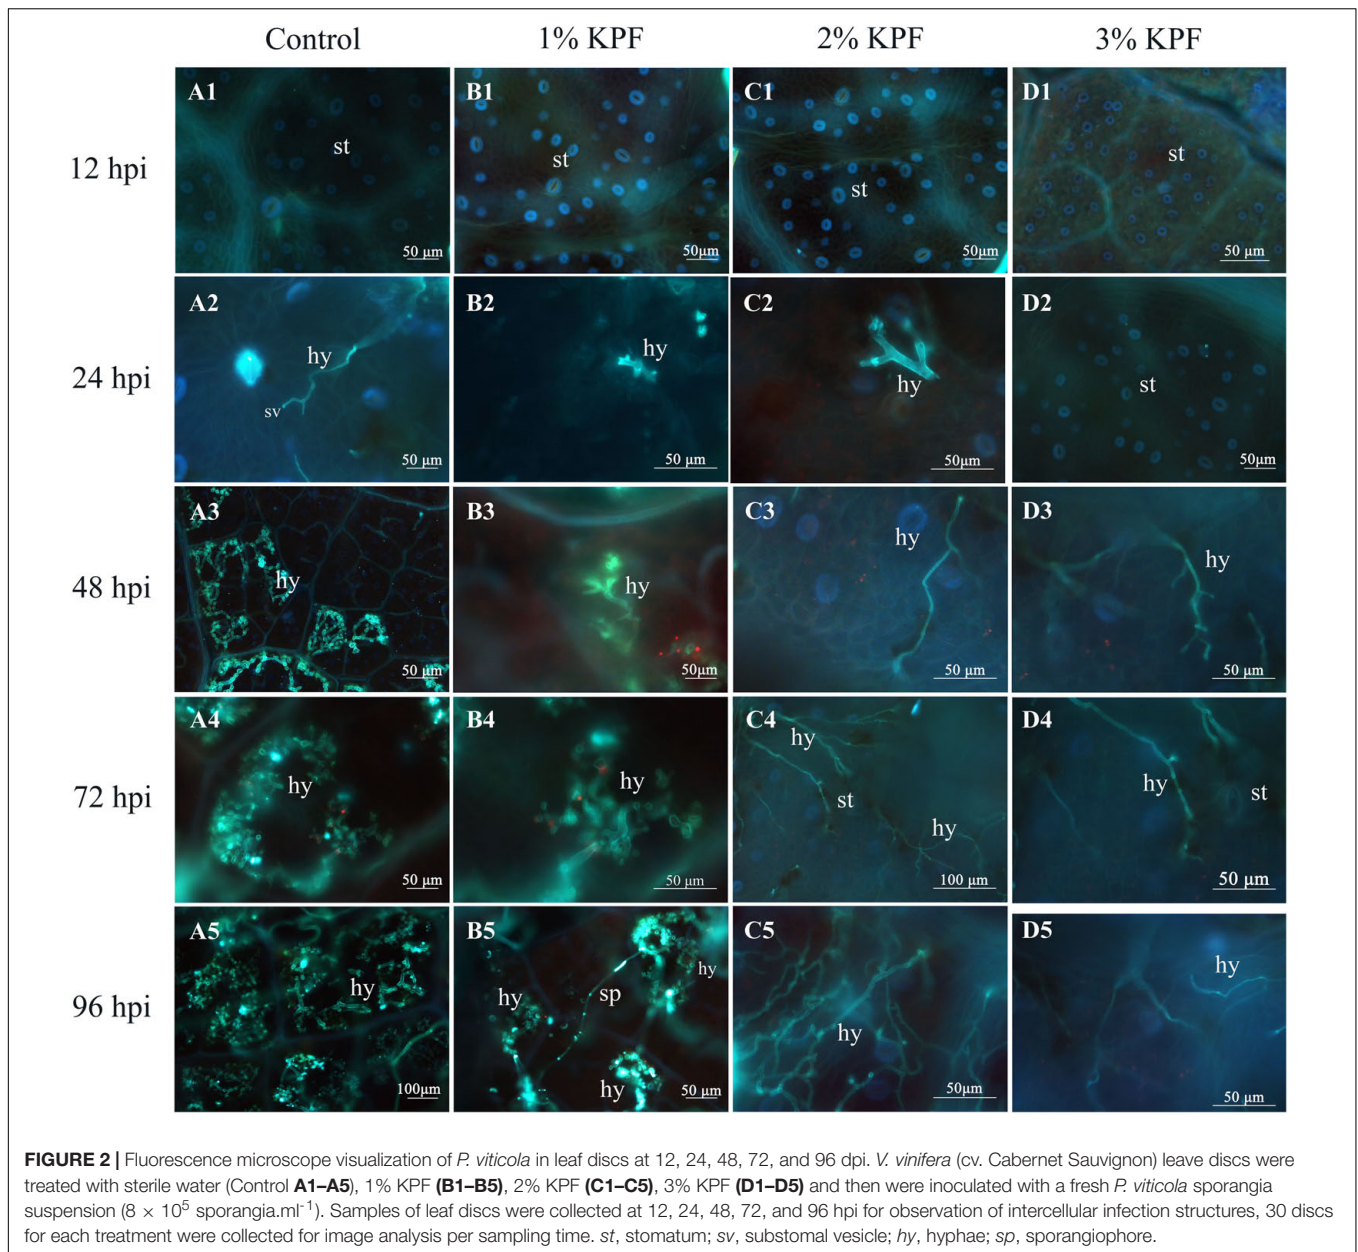 Control 1% KPF 2% KPF 3% KPF
12 hpi
A1 st 50 μm
B1 st 50μm
C1 st 50μm
D1 st 50 μm
24 hpi
A2 hy sv 50 μm
B2 hy 50 μm
C2 hy 50μm
D2 st 50μm
48 hpi
A3 hy 50 μm
B3 hy 50μm
C3 hy 50 μm
D3 hy 50 μm
72 hpi
A4 hy 50 μm
B4 hy 50 μm
C4 hy st hy 100 μm
D4 hy st 50 μm
96 hpi
A5 hy 100μm
B5 hy sp hy hy 50 μm
C5 hy 50μm
D5 hy 50 μm
FIGURE 2 | Fluorescence microscope visualization of P. viticola in leaf discs at 12, 24, 48, 72, and 96 dpi. V. vinifera (cv. Cabernet Sauvignon) leave discs were
treated with sterile water (Control A1–A5), 1% KPF (B1–B5), 2% KPF (C1–C5), 3% KPF (D1–D5) and then were inoculated with a fresh P. viticola sporangia
suspension (8 × 10⁵ sporangia.ml⁻¹). Samples of leaf discs were collected at 12, 24, 48, 72, and 96 hpi for observation of intercellular infection structures, 30 discs
for each treatment were collected for image analysis per sampling time. st, stomatum; sv, substomal vesicle; hy, hyphae; sp, sporangiophore.